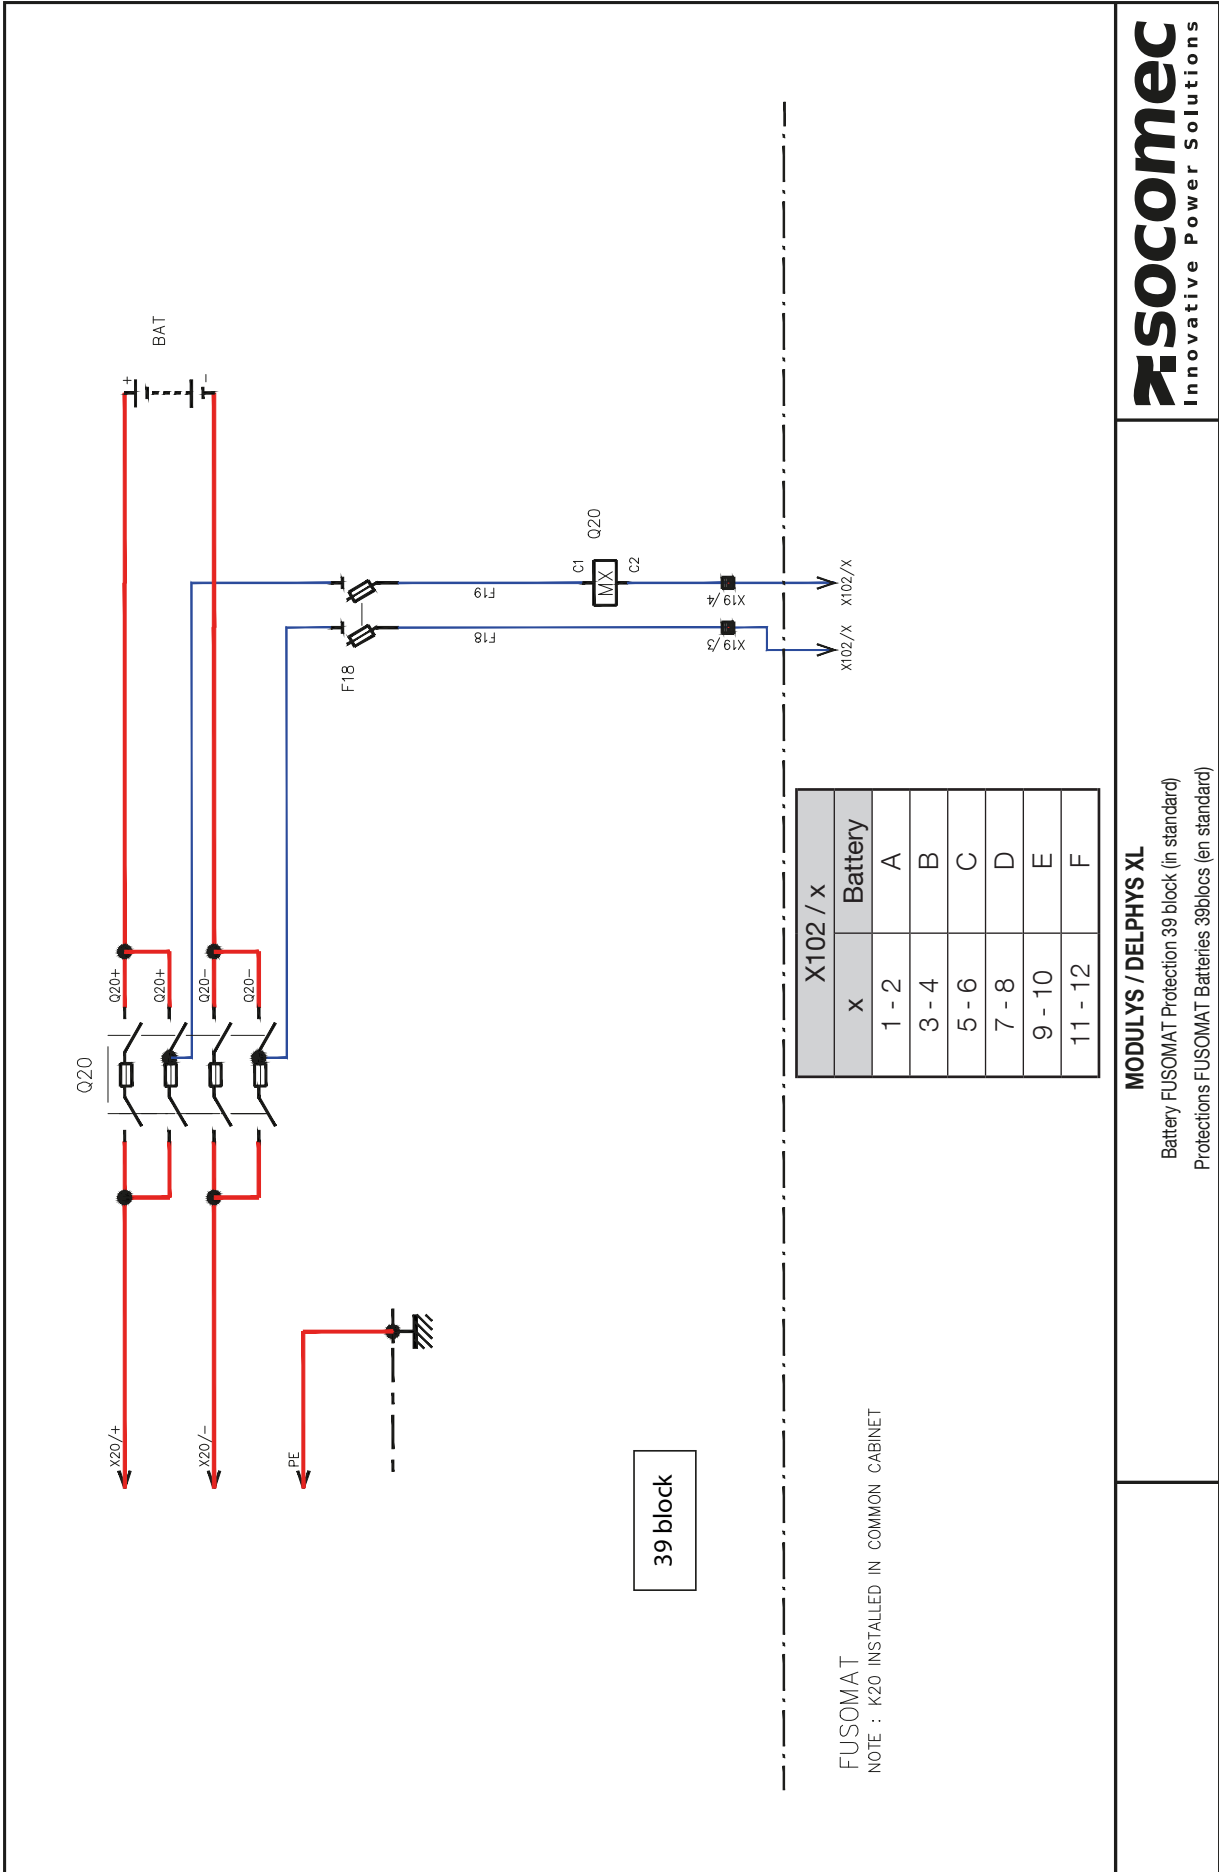 Q20
X20/+
Q20+
Q20+
X20/-
Q20-
Q20-
+
-
BAT
PE
F18
F19
F18
C1
MX
C2
Q20
X19/4
X19/3
X102/X
X102/X
39 block
X102 / x
x Battery
1 - 2 A
3 - 4 B
5 - 6 C
7 - 8 D
9 - 10 E
11 - 12 F
FUSOMAT
NOTE : K20 INSTALLED IN COMMON CABINET
MODULYS / DELPHYS XL
Battery FUSOMAT Protection 39 block (in standard)
Protections FUSOMAT Batteries 39blocs (en standard)
socomec
Innovative Power Solutions